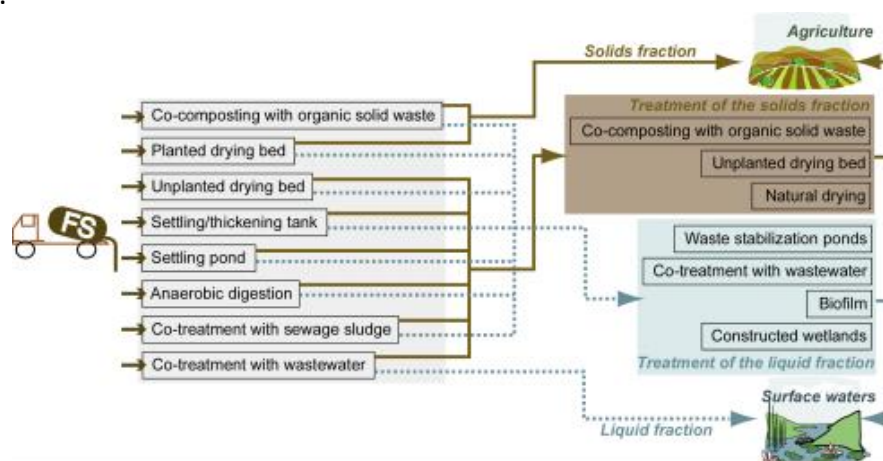 Agriculture
Solids fraction
Co-composting with organic solid waste
Planted drying bed
Unplanted drying bed
Settling/thickening tank
Settling pond
Anaerobic digestion
Co-treatment with sewage sludge
Co-treatment with wastewater
FS
Treatment of the solids fraction
Co-composting with organic solid waste
Unplanted drying bed
Natural drying
Waste stabilization ponds
Co-treatment with wastewater
Biofilm
Constructed wetlands
Treatment of the liquid fraction
Surface waters
Liquid fraction